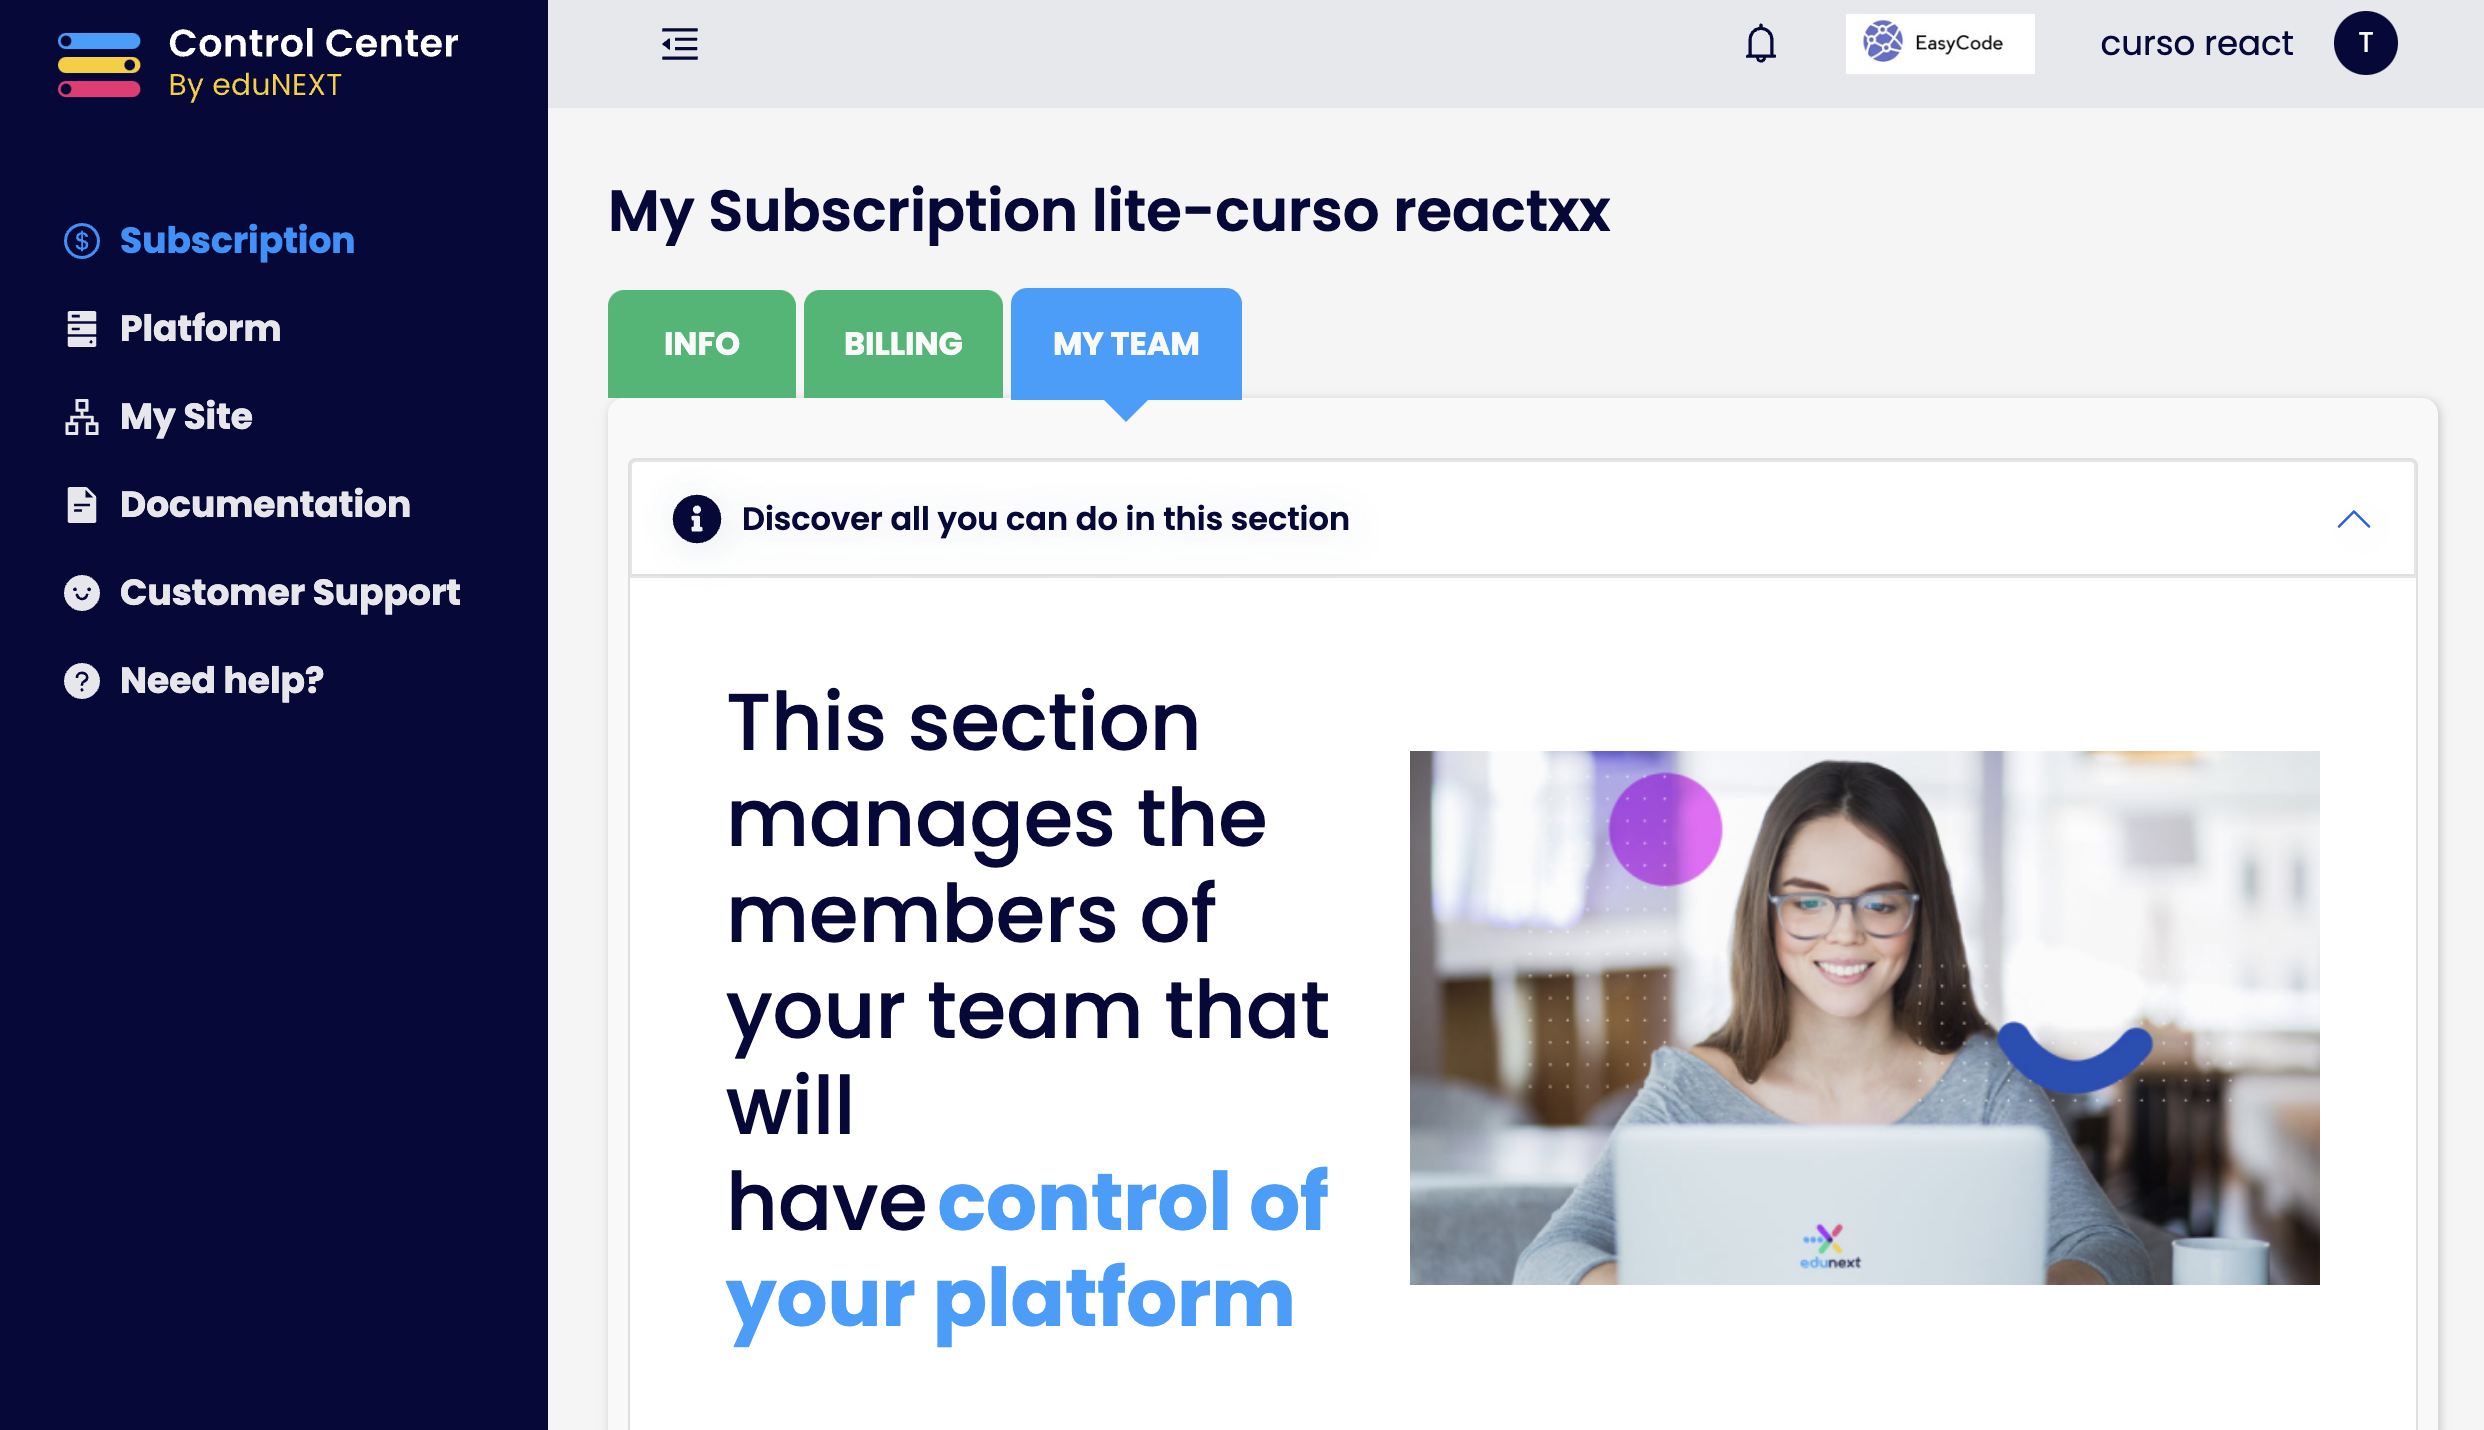 Control Center
By eduNEXT
EasyCode
curso react
T
Subscription
Platform
My Site
Documentation
Customer Support
Need help?
My Subscription lite-curso reactxx
INFO
BILLING
MY TEAM
Discover all you can do in this section
This section
manages the
members of
your team that
will
have control of
your platform
edunext